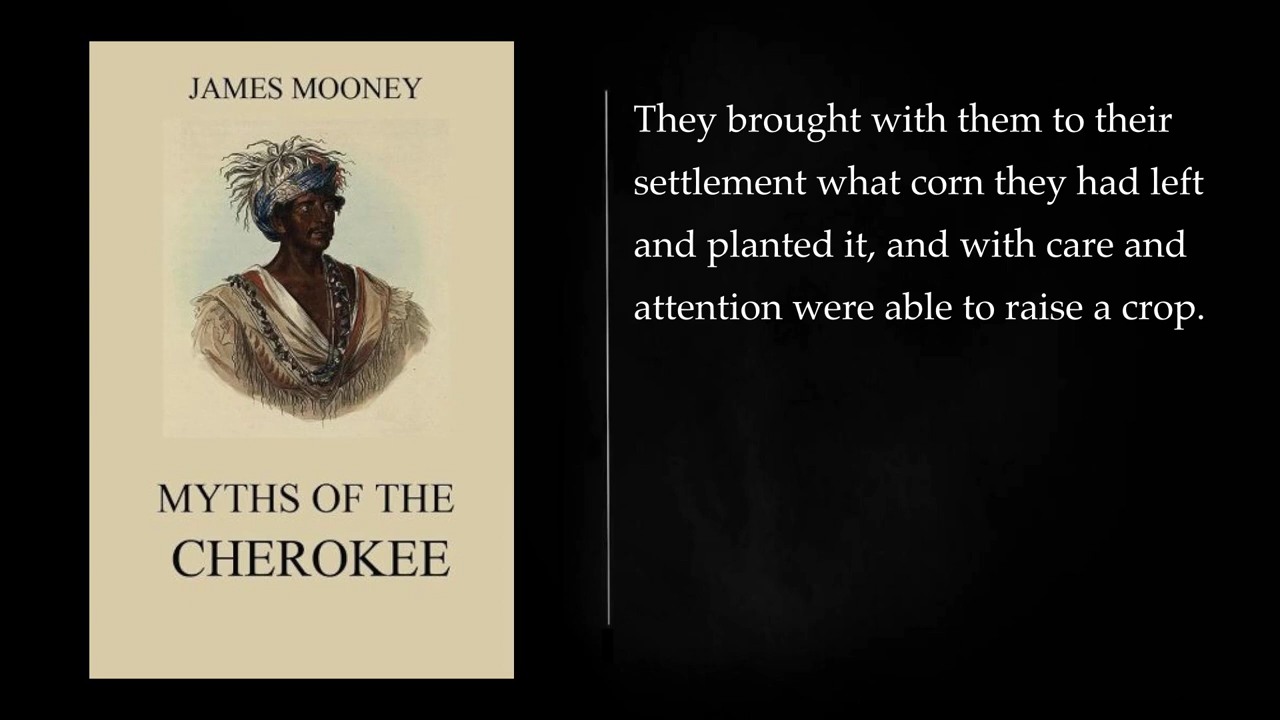 JAMES MOONEY
MYTHS OF THE
CHEROKEE
They brought with them to their
settlement what corn they had left
and planted it, and with care and
attention were able to raise a crop.